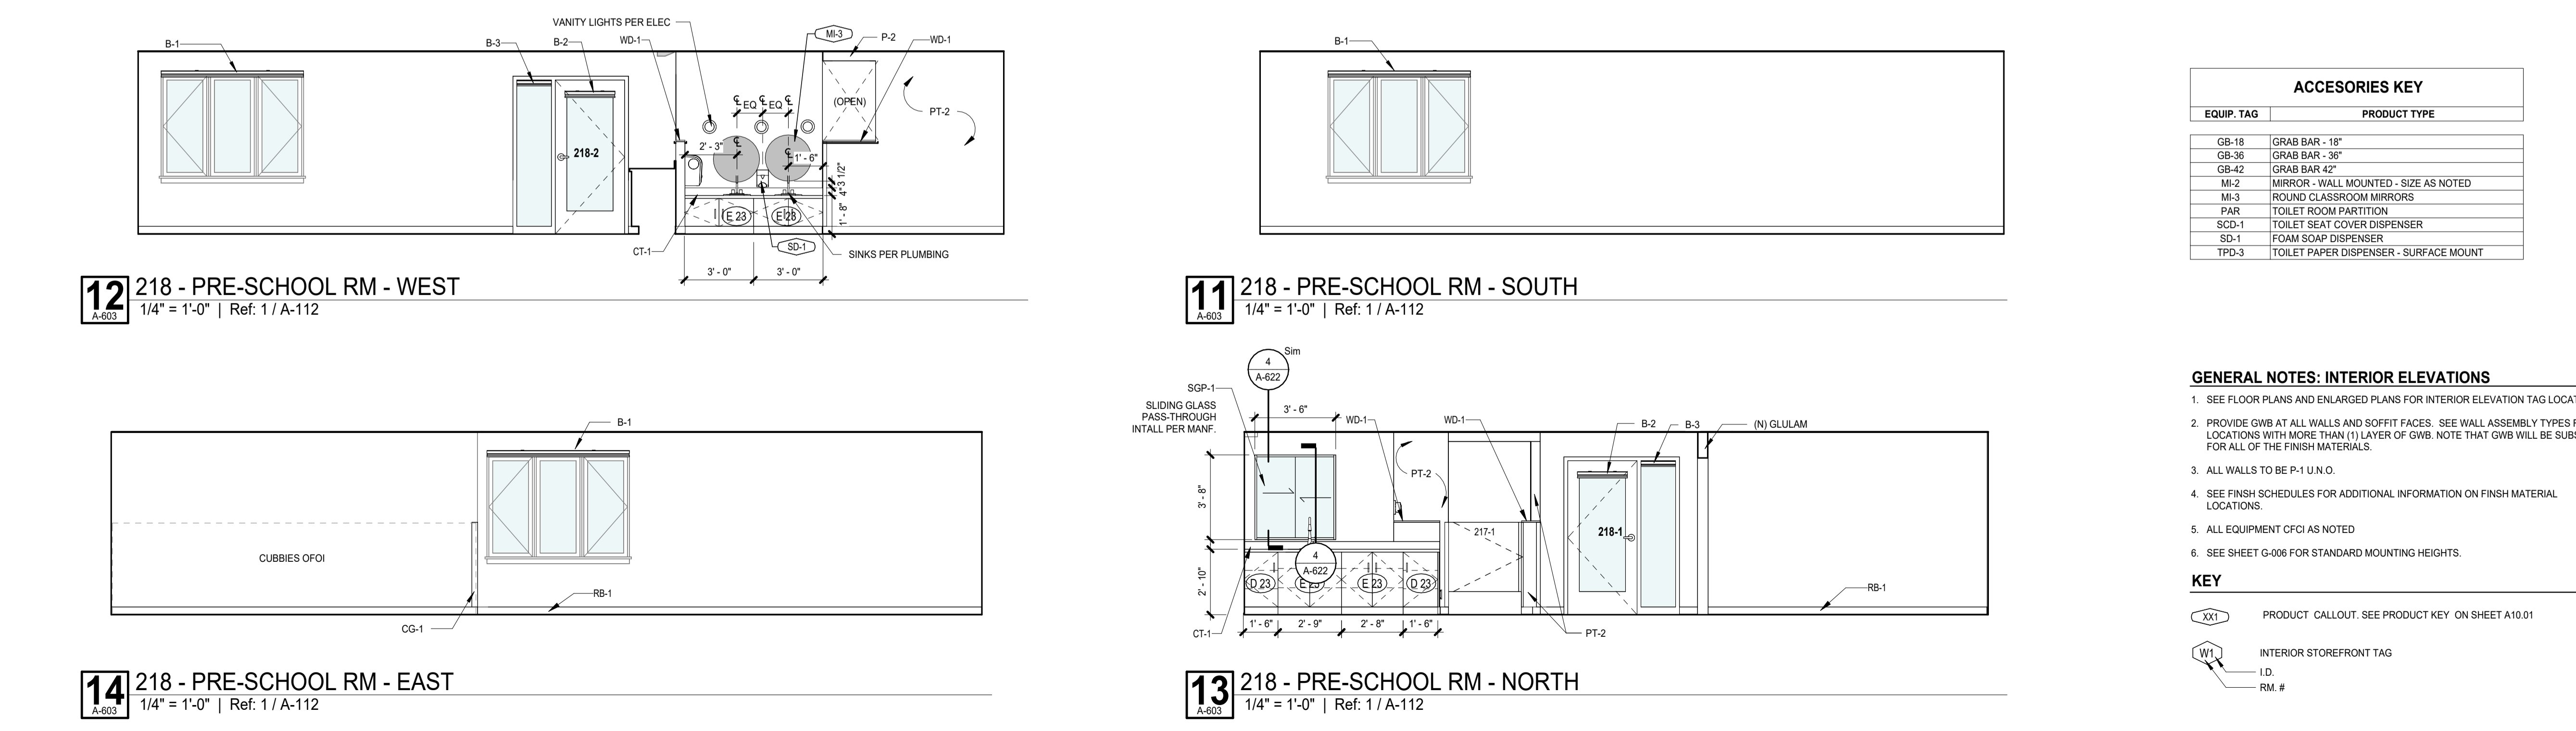 VANITY LIGHTS PER ELEC
MI-3
B-1
B-3
B-2
WD-1
P-2
WD-1
EQ EQ
(OPEN)
PT-2
218-2
2' - 3"
1' - 6"
3 1/2"
4"
1' - 8"
E 23
E 23
CT-1
SD-1
SINKS PER PLUMBING
3' - 0"
3' - 0"
12
A-603
218 - PRE-SCHOOL RM - WEST
1/4" = 1'-0" | Ref: 1 / A-112
B-1
11
A-603
218 - PRE-SCHOOL RM - SOUTH
1/4" = 1'-0" | Ref: 1 / A-112
ACCESORIES KEY
EQUIP. TAG PRODUCT TYPE
GB-18 GRAB BAR - 18"
GB-36 GRAB BAR - 36"
GB-42 GRAB BAR 42"
MI-2 MIRROR - WALL MOUNTED - SIZE AS NOTED
MI-3 ROUND CLASSROOM MIRRORS
PAR TOILET ROOM PARTITION
SCD-1 TOILET SEAT COVER DISPENSER
SD-1 FOAM SOAP DISPENSER
TPD-3 TOILET PAPER DISPENSER - SURFACE MOUNT
B-1
CUBBIES OFOI
RB-1
CG-1
14
A-603
218 - PRE-SCHOOL RM - EAST
1/4" = 1'-0" | Ref: 1 / A-112
Sim
4
A-622
SGP-1
SLIDING GLASS
PASS-THROUGH
INTALL PER MANF.
3' - 6"
WD-1
WD-1
B-2
B-3
(N) GLULAM
PT-2
3' - 8"
217-1
218-1
4
A-622
2' - 10"
D 23
E 23
E 23
D 23
RB-1
CT-1
1' - 6"
2' - 9"
2' - 8"
1' - 6"
PT-2
13
A-603
218 - PRE-SCHOOL RM - NORTH
1/4" = 1'-0" | Ref: 1 / A-112
GENERAL NOTES: INTERIOR ELEVATIONS
1. SEE FLOOR PLANS AND ENLARGED PLANS FOR INTERIOR ELEVATION TAG LOCAT
2. PROVIDE GWB AT ALL WALLS AND SOFFIT FACES. SEE WALL ASSEMBLY TYPES F
LOCATIONS WITH MORE THAN (1) LAYER OF GWB. NOTE THAT GWB WILL BE SUBS
FOR ALL OF THE FINISH MATERIALS.
3. ALL WALLS TO BE P-1 U.N.O.
4. SEE FINSH SCHEDULES FOR ADDITIONAL INFORMATION ON FINSH MATERIAL
LOCATIONS.
5. ALL EQUIPMENT CFCI AS NOTED
6. SEE SHEET G-006 FOR STANDARD MOUNTING HEIGHTS.
KEY
XX1 PRODUCT CALLOUT. SEE PRODUCT KEY ON SHEET A10.01
W1 INTERIOR STOREFRONT TAG
I.D.
RM. #